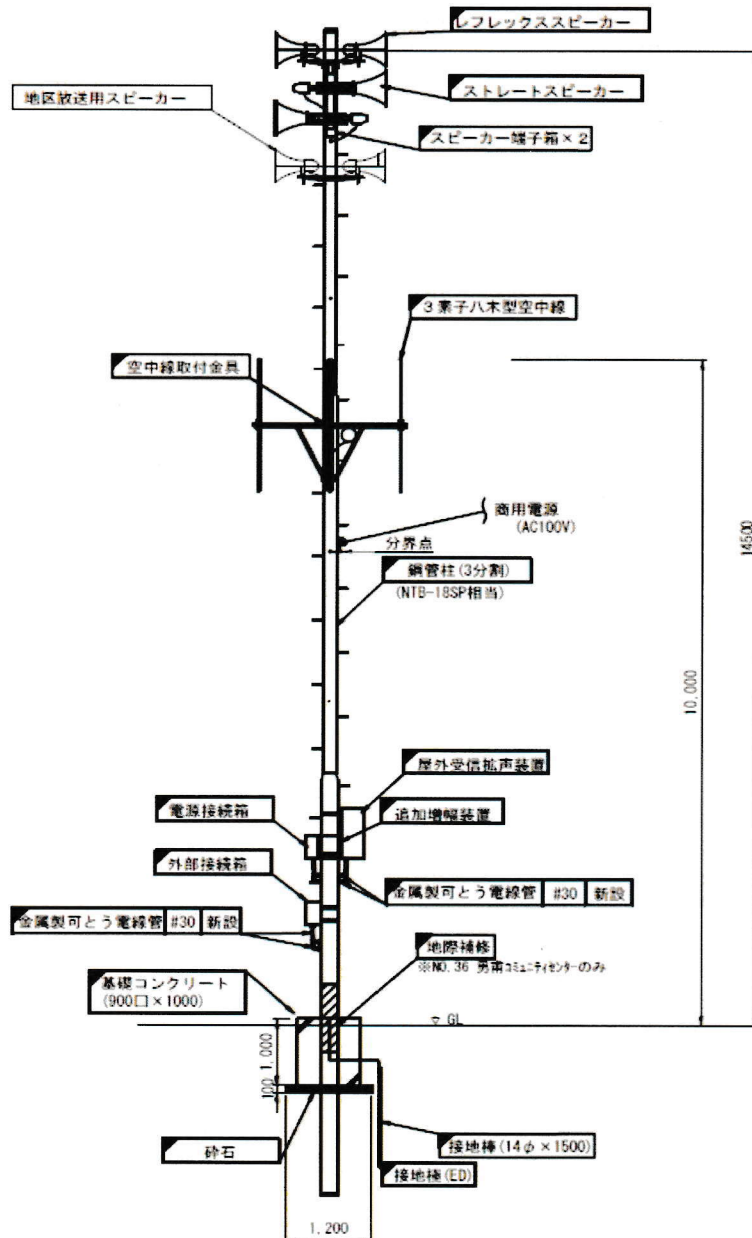 レフレックススピーカー
地区放送用スピーカー
ストレートスピーカー
スピーカー端子箱×2
3素子八木型空中線
空中線取付金具
商用電源
(AC100V)
分界点
鋼管柱(3分割)
(NTB-18SP相当)
14500
10,000
屋外受信拡声装置
電源接続箱
追加増幅装置
外部接続箱
金属製可とう電線管 #30 新設
金属製可とう電線管 #30 新設
地際補修
※NO.36 男甫コミュニティセンターのみ
基礎コンクリート
(900口×1000)
▽ GL
1,000
100
砕石
接地棒(14φ×1500)
接地極(ED)
1,200